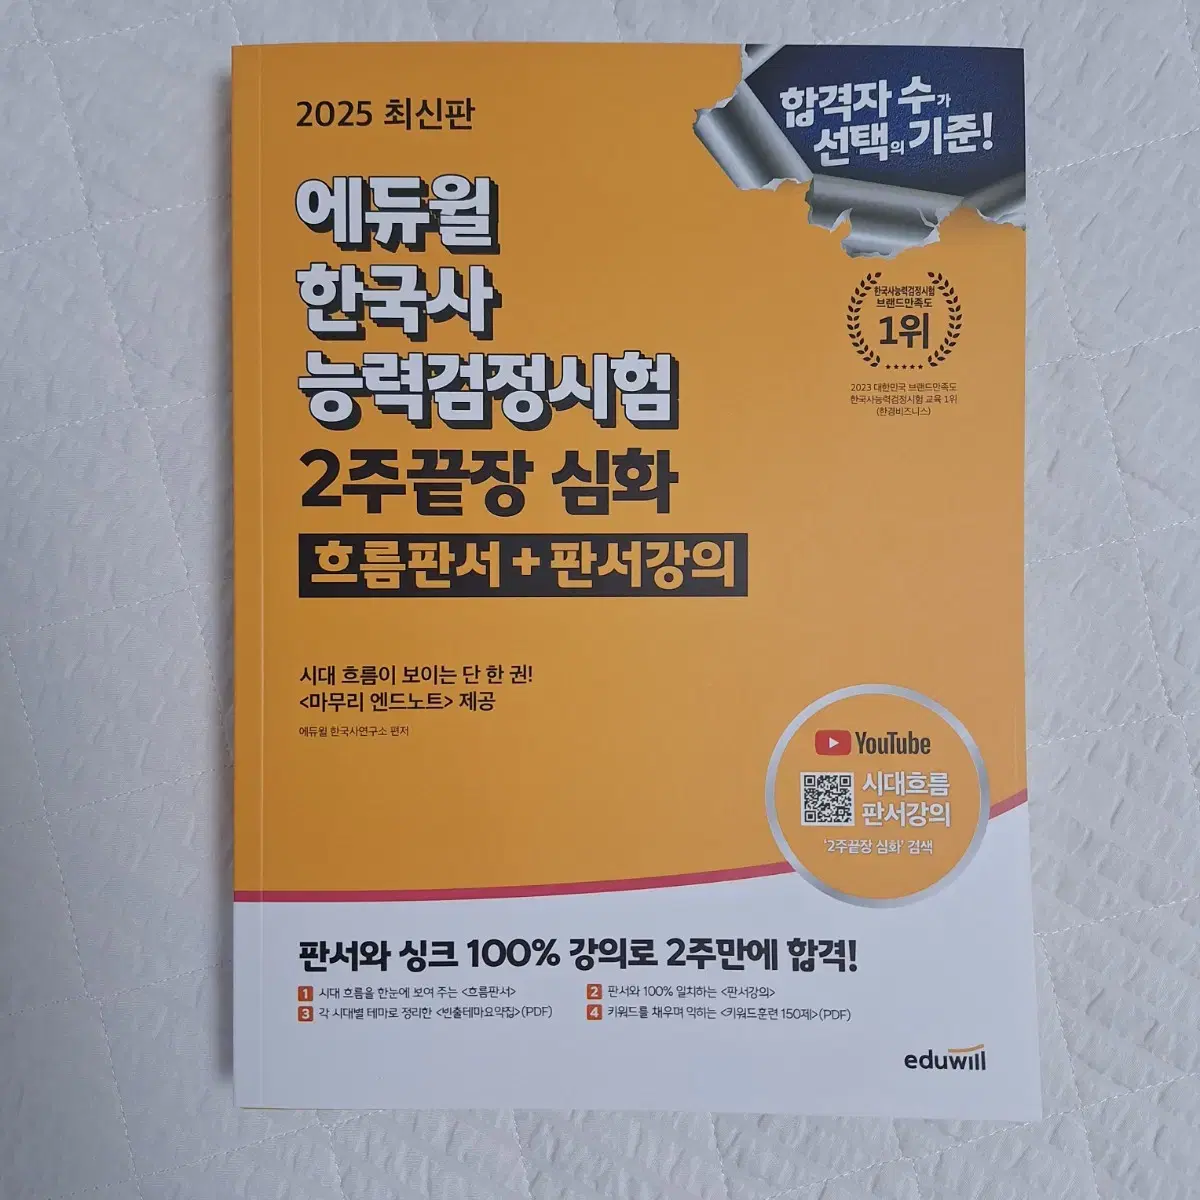 2025 최신판
합격자 수가
선택의 기준!
에듀윌
한국사
능력검정시험
2주끝장 심화
흐름판서 + 판서강의
한국사능력검정시험
브랜드만족도
1위
2023 대한민국 브랜드만족도
한국사능력검정시험 교육 1위
(한경비즈니스)
시대 흐름이 보이는 단 한 권!
<마무리 엔드노트> 제공
에듀윌 한국사연구소 편저
YouTube
시대흐름
판서강의
'2주끝장 심화' 검색
판서와 싱크 100% 강의로 2주만에 합격!
1 시대 흐름을 한눈에 보여 주는 <흐름판서>
2 판서와 100% 일치하는 <판서강의>
3 각 시대별 테마로 정리한 <빈출테마요약집>(PDF)
4 키워드를 채우며 익히는 <키워드훈련 150제>(PDF)
eduwill